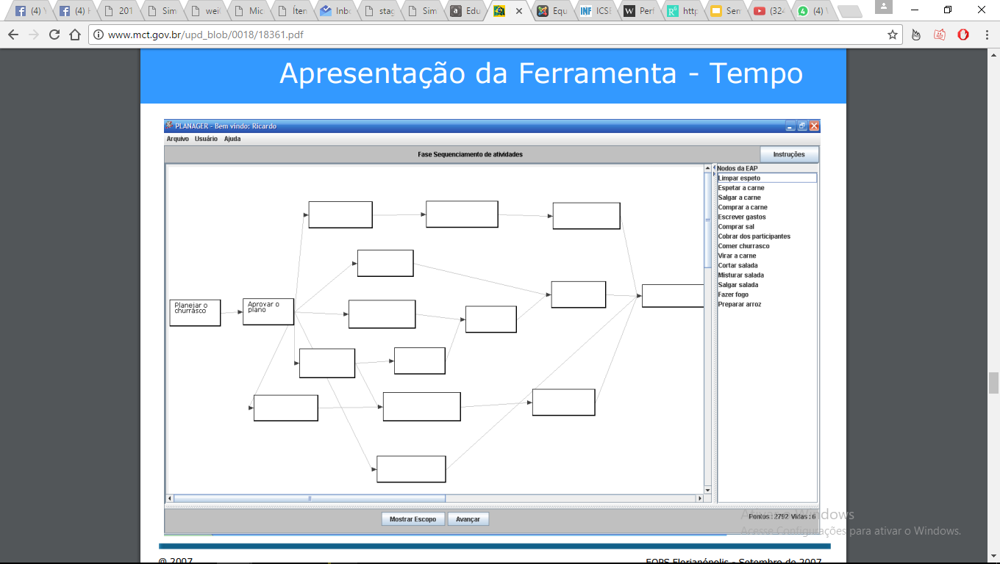 (4) Y
(4) F
201
Sim
weit
Mic
Íten
Inbo
stag
Sim
Edu
Equ
ICSE
Perf
http
Sen
(324
(4) V
www.mct.gov.br/upd_blob/0018/18361.pdf
Apresentação da Ferramenta - Tempo
PLANAGER - Bem vindo: Ricardo
Arquivo Usuário Ajuda
Fase Sequenciamento de atividades
Instruções
Planejar o
churrasco
Aprovar o
plano
Nodos da EAP
Limpar espeto
Espetar a carne
Salgar a carne
Comprar a carne
Escrever gastos
Comprar sal
Cobrar dos participantes
Comer churrasco
Virar a carne
Cortar salada
Misturar salada
Salgar salada
Fazer fogo
Preparar arroz
Mostrar Escopo
Avançar
Pontos : 2792 Vidas : 6
Ativar o Windows
Acesse Configurações para ativar o Windows.
@ 2007
Florianópolis - Setembro de 2007